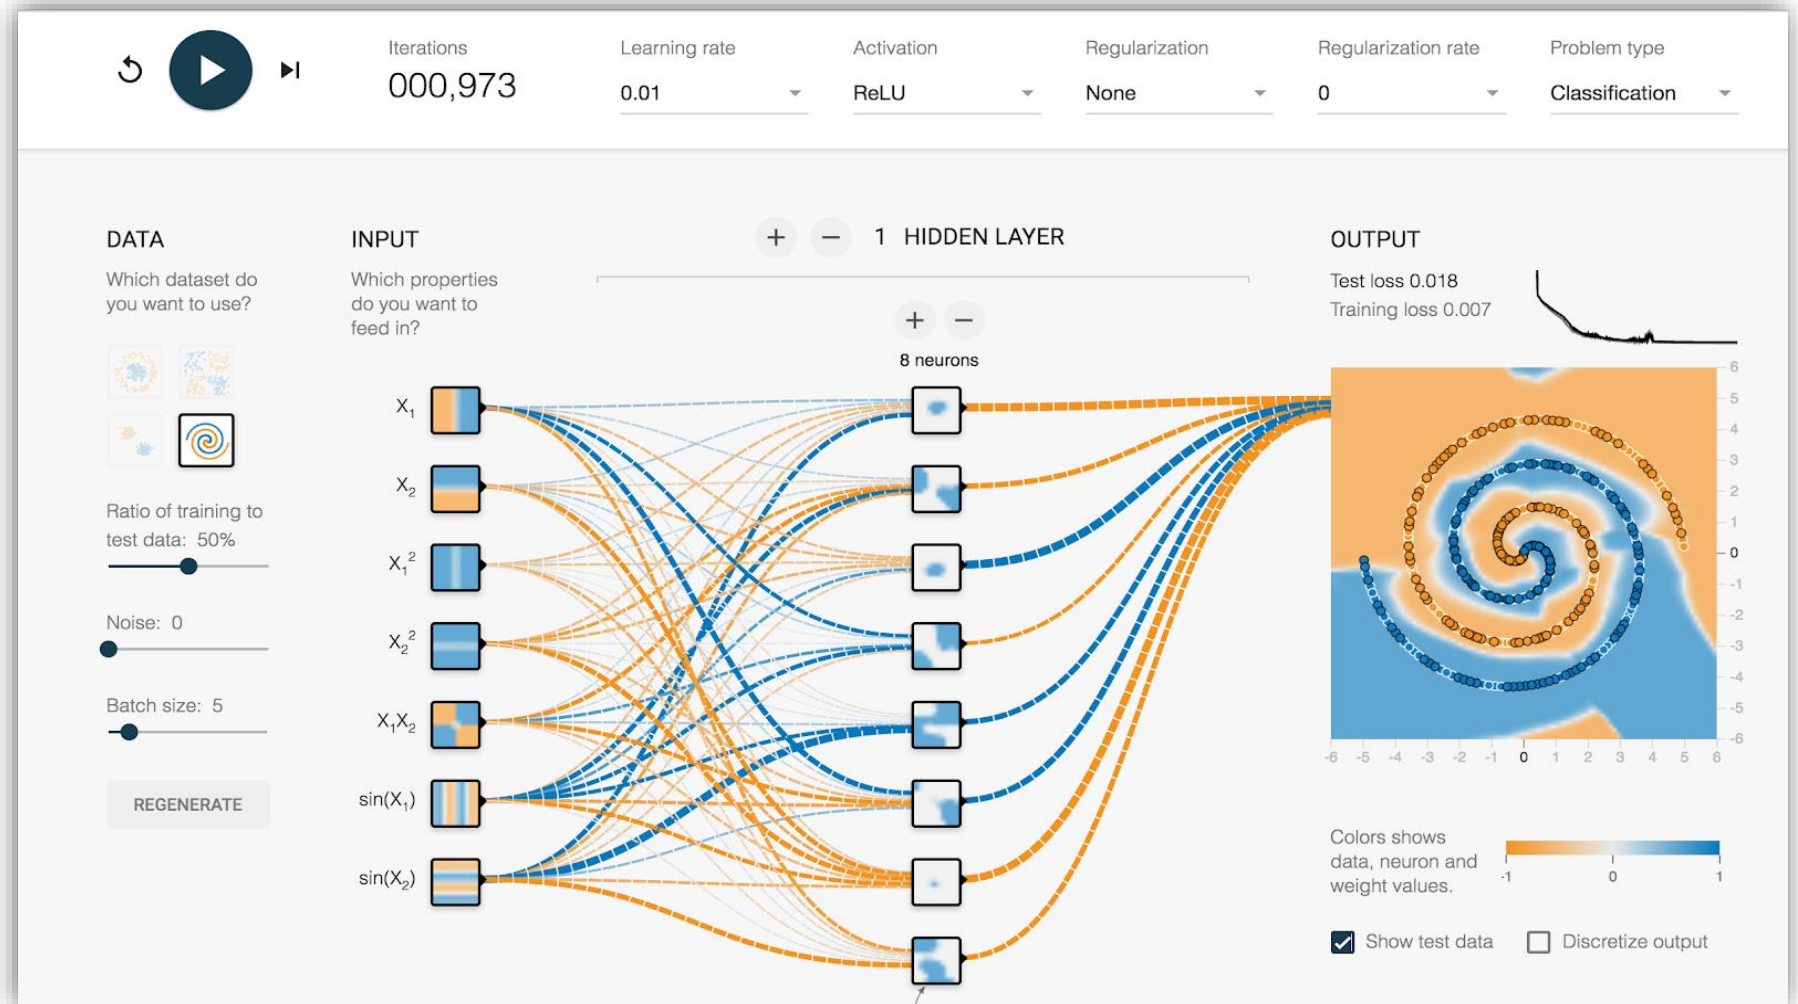 Iterations
000,973
Learning rate
0.01
Activation
ReLU
Regularization
None
Regularization rate
0
Problem type
Classification
DATA
Which dataset do
you want to use?
Ratio of training to
test data: 50%
Noise: 0
Batch size: 5
REGENERATE
INPUT
Which properties
do you want to
feed in?
X₁
X₂
X₁²
X₂²
X₁X₂
sin(X₁)
sin(X₂)
+ − 1 HIDDEN LAYER
+ −
8 neurons
OUTPUT
Test loss 0.018
Training loss 0.007
6
5
4
3
2
1
0
-1
-2
-3
-4
-5
-6
-6 -5 -4 -3 -2 -1 0 1 2 3 4 5 6
Colors shows
data, neuron and
weight values.
-1 0 1
Show test data
Discretize output